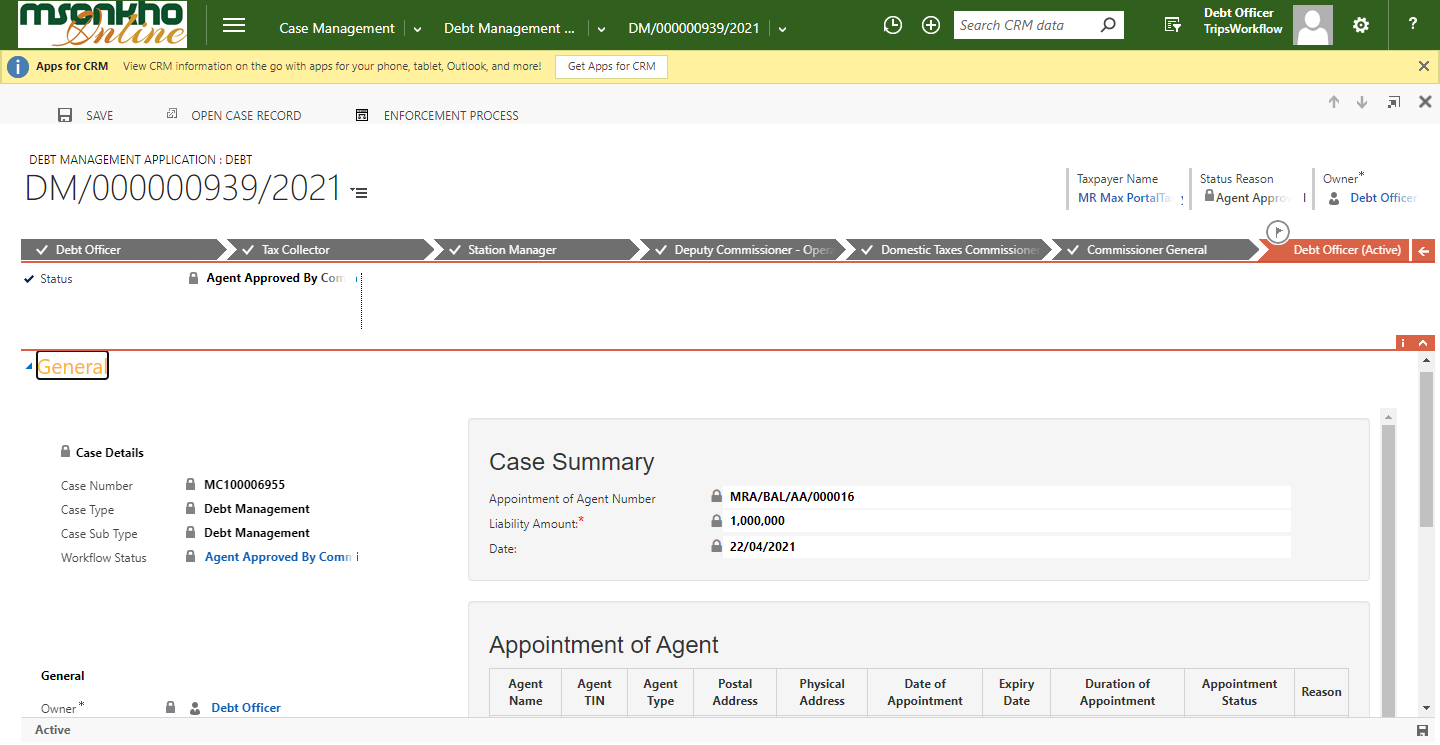 msonkho
Online
Case Management
Debt Management ...
DM/000000939/2021
Search CRM data
Debt Officer
TripsWorkflow
?
i
Apps for CRM
View CRM information on the go with apps for your phone, tablet, Outlook, and more!
Get Apps for CRM
SAVE
OPEN CASE RECORD
ENFORCEMENT PROCESS
DEBT MANAGEMENT APPLICATION : DEBT
DM/000000939/2021
Taxpayer Name
MR Max PortalTa
Status Reason
Agent Appro
Owner*
Debt Officer
Debt Officer
Tax Collector
Station Manager
Deputy Commissioner - Oper
Domestic Taxes Commissione
Commissioner General
Debt Officer (Active)
Status
Agent Approved By Com
i
General
Case Details
Case Number
MC100006955
Case Type
Debt Management
Case Sub Type
Debt Management
Workflow Status
Agent Approved By Comm
General
Owner*
Debt Officer
Case Summary
Appointment of Agent Number
MRA/BAL/AA/000016
Liability Amount:*
1,000,000
Date:
22/04/2021
Appointment of Agent
Agent Name
Agent TIN
Agent Type
Postal Address
Physical Address
Date of Appointment
Expiry Date
Duration of Appointment
Appointment Status
Reason
Active